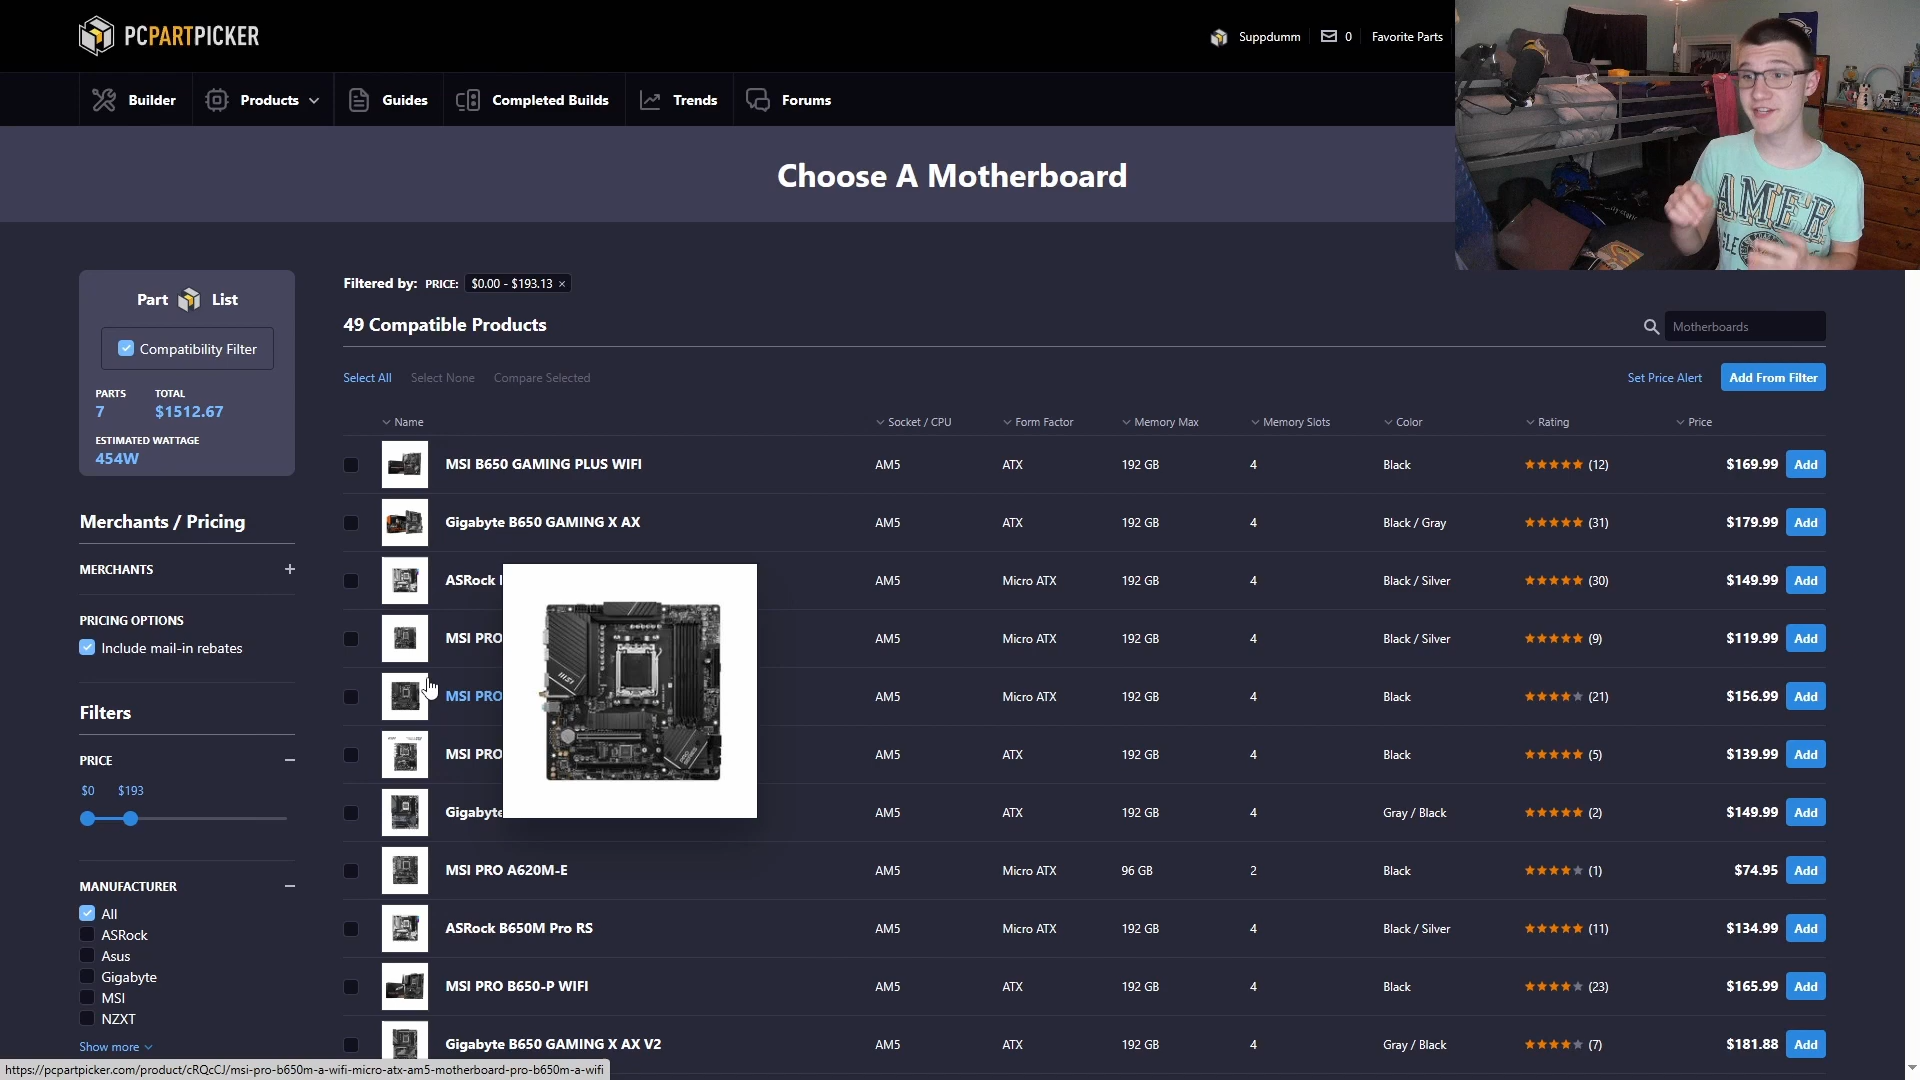 PCPARTPICKER
Suppdumm
0
Favorite Parts
Builder
Products
Guides
Completed Builds
Trends
Forums
Choose A Motherboard
Part List
Compatibility Filter
PARTS TOTAL
7 $1512.67
ESTIMATED WATTAGE
454W
Merchants / Pricing
MERCHANTS
PRICING OPTIONS
Include mail-in rebates
Filters
PRICE
$0 $193
MANUFACTURER
All
ASRock
Asus
Gigabyte
MSI
NZXT
Show more
Filtered by: PRICE: $0.00 - $193.13 ×
49 Compatible Products
Motherboards
Select All Select None Compare Selected
Set Price Alert Add From Filter
Name Socket / CPU Form Factor Memory Max Memory Slots Color Rating Price
MSI B650 GAMING PLUS WIFI AM5 ATX 192 GB 4 Black (12) $169.99 Add
Gigabyte B650 GAMING X AX AM5 ATX 192 GB 4 Black / Gray (31) $179.99 Add
ASRock AM5 Micro ATX 192 GB 4 Black / Silver (30) $149.99 Add
MSI PRO AM5 Micro ATX 192 GB 4 Black / Silver (9) $119.99 Add
MSI PRO AM5 Micro ATX 192 GB 4 Black (21) $156.99 Add
MSI PRO AM5 ATX 192 GB 4 Black (5) $139.99 Add
Gigabyte AM5 ATX 192 GB 4 Gray / Black (2) $149.99 Add
MSI PRO A620M-E AM5 Micro ATX 96 GB 2 Black (1) $74.95 Add
ASRock B650M Pro RS AM5 Micro ATX 192 GB 4 Black / Silver (11) $134.99 Add
MSI PRO B650-P WIFI AM5 ATX 192 GB 4 Black (23) $165.99 Add
Gigabyte B650 GAMING X AX V2 AM5 ATX 192 GB 4 Gray / Black (7) $181.88 Add
https://pcpartpicker.com/product/cRQcCJ/msi-pro-b650m-a-wifi-micro-atx-am5-motherboard-pro-b650m-a-wifi